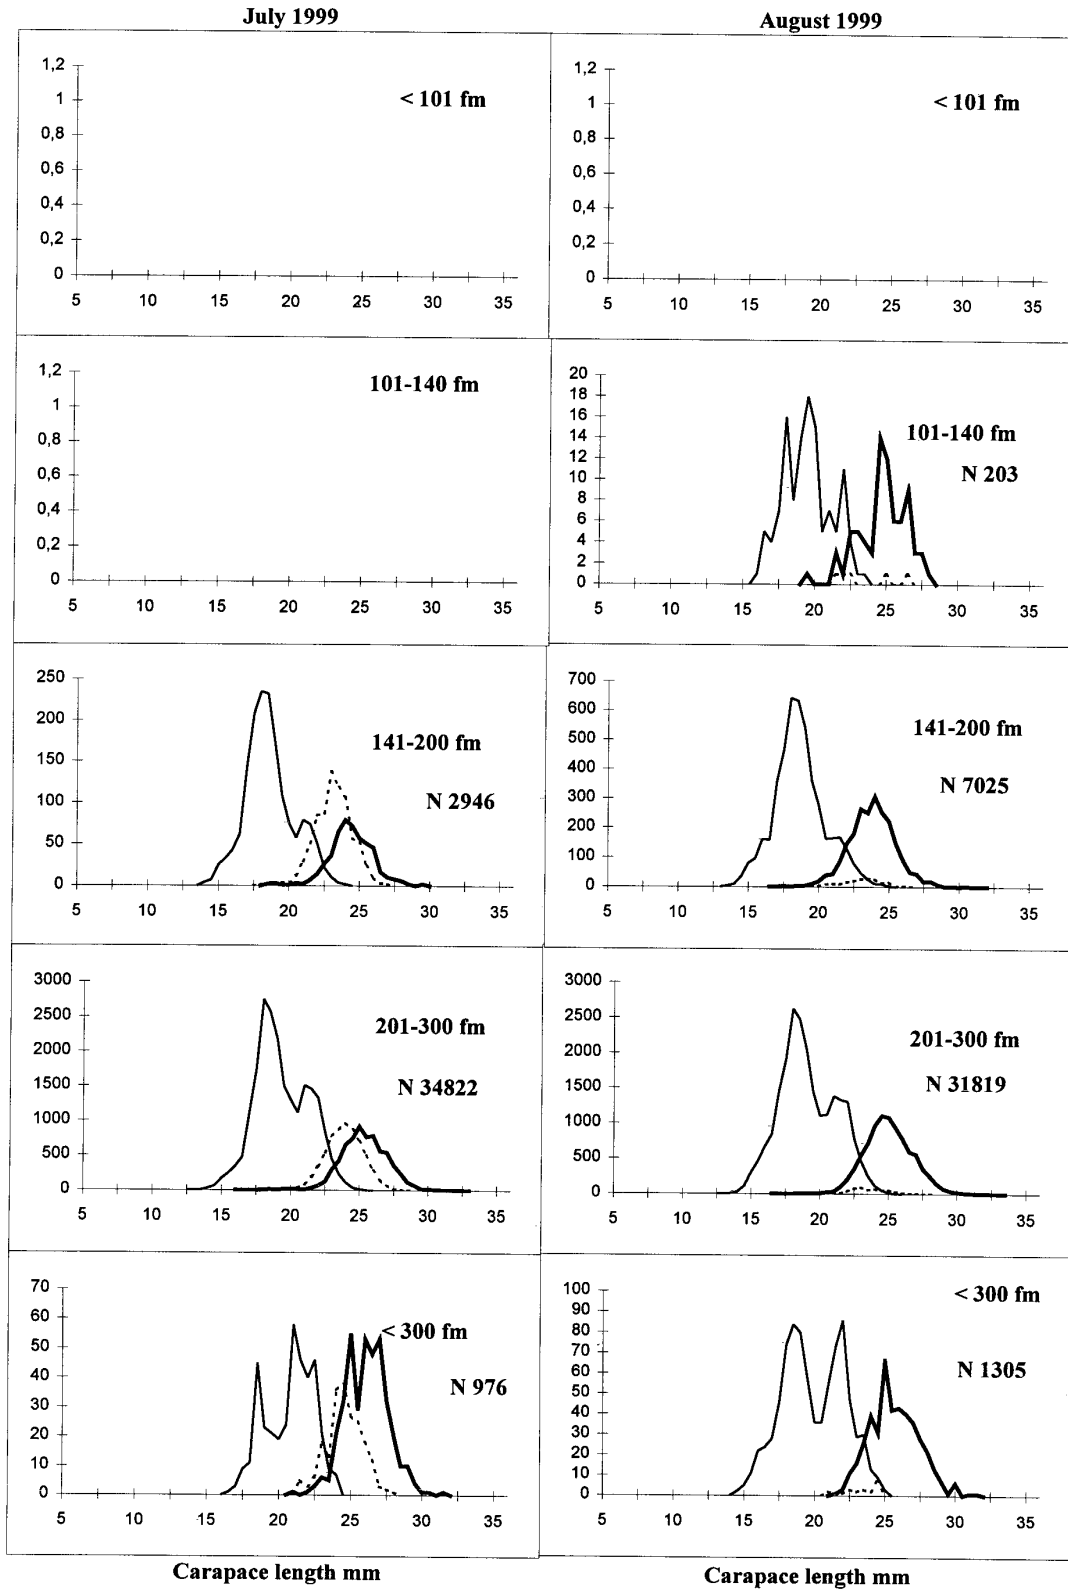 July 1999
August 1999
1,2
1
0,8
0,6
0,4
0,2
0
< 101 fm
5 10 15 20 25 30 35
1,2
1
0,8
0,6
0,4
0,2
0
< 101 fm
5 10 15 20 25 30 35
1,2
1
0,8
0,6
0,4
0,2
0
101-140 fm
5 10 15 20 25 30 35
20
18
16
14
12
10
8
6
4
2
0
101-140 fm
N 203
5 10 15 20 25 30 35
250
200
150
100
50
0
141-200 fm
N 2946
5 10 15 20 25 30 35
700
600
500
400
300
200
100
0
141-200 fm
N 7025
5 10 15 20 25 30 35
3000
2500
2000
1500
1000
500
0
201-300 fm
N 34822
5 10 15 20 25 30 35
3000
2500
2000
1500
1000
500
0
201-300 fm
N 31819
5 10 15 20 25 30 35
70
60
50
40
30
20
10
0
< 300 fm
N 976
5 10 15 20 25 30 35
100
90
80
70
60
50
40
30
20
10
0
< 300 fm
N 1305
5 10 15 20 25 30 35
Carapace length mm
Carapace length mm